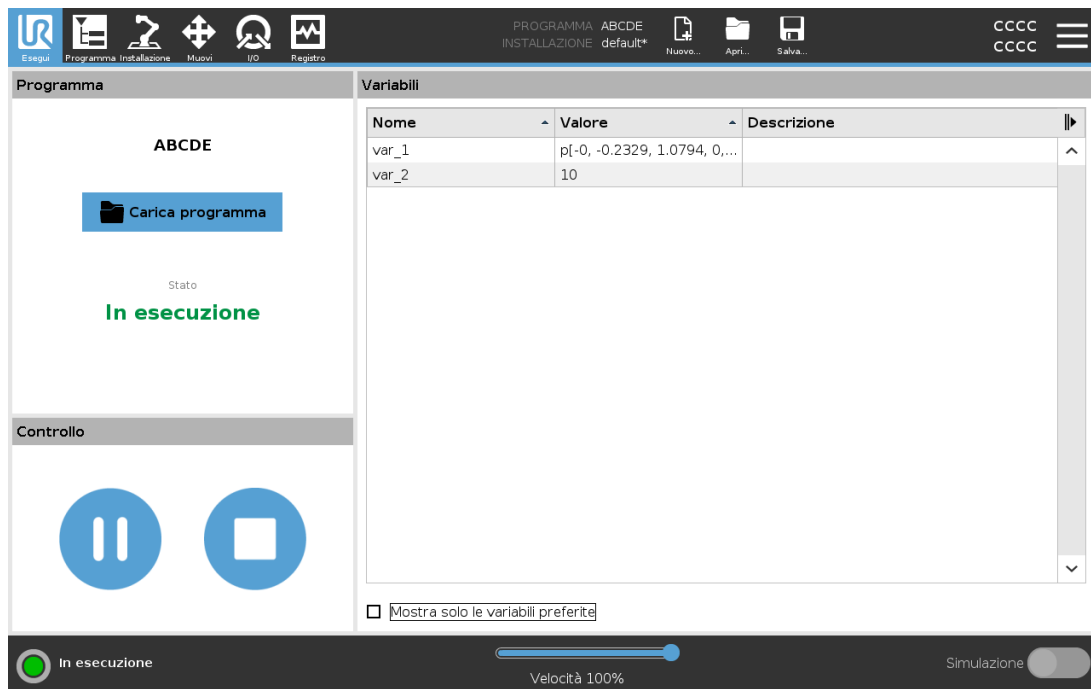 UR
PROGRAMMA ABCDE
INSTALLAZIONE default*
CCCC
CCCC
Esegui Programma Installazione Muovi I/O Registro Nuovo... Apri... Salva...
Programma
ABCDE
Carica programma
Stato
In esecuzione
Controllo
Variabili
Nome Valore Descrizione
var_1 p[-0, -0.2329, 1.0794, 0,...
var_2 10
Mostra solo le variabili preferite
In esecuzione
Velocità 100%
Simulazione